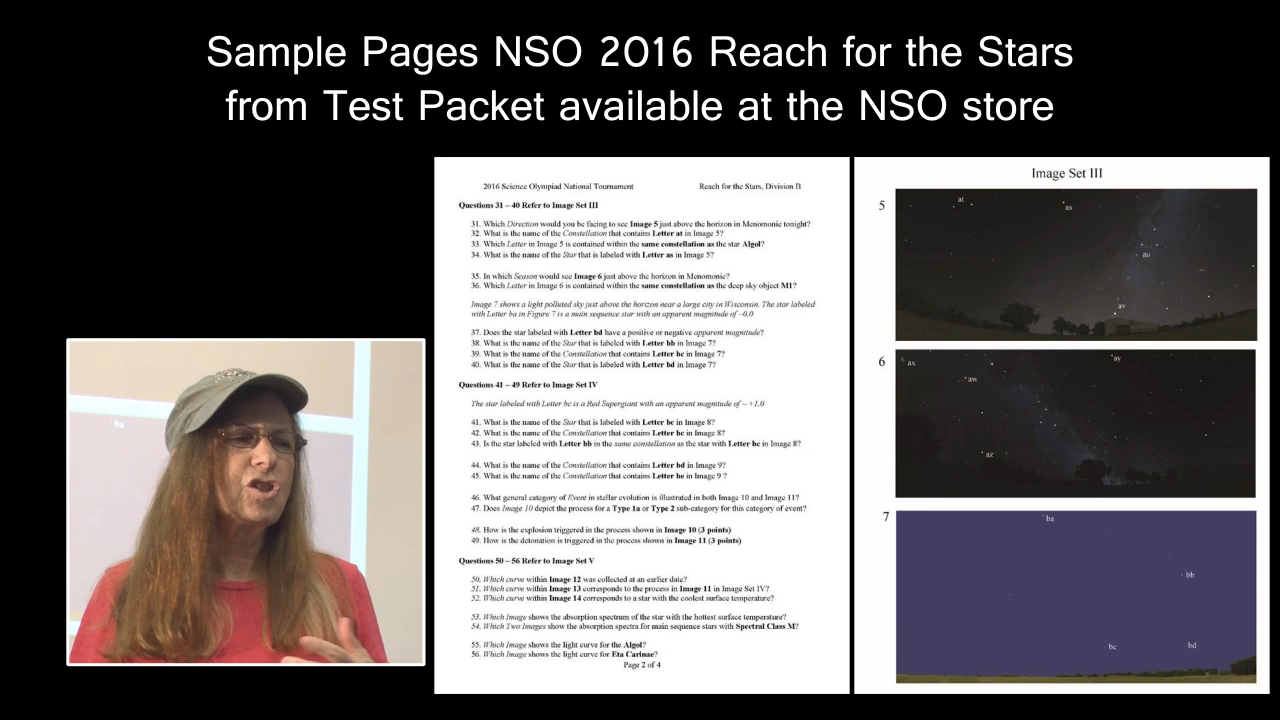 Sample Pages NSO 2016 Reach for the Stars
from Test Packet available at the NSO store
2016 Science Olympiad National Tournament Reach for the Stars, Division B
Questions 31 – 40 Refer to Image Set III
31. Which Direction would you be facing to see Image 5 just above the horizon in Menomonie tonight?
32. What is the name of the Constellation that contains Letter at in Image 5?
33. Which Letter in Image 5 is contained within the same constellation as the star Algol?
34. What is the name of the Star that is labeled with Letter as in Image 5?
35. In which Season would see Image 6 just above the horizon in Menomonie?
36. Which Letter in Image 6 is contained within the same constellation as the deep sky object M1?
Image 7 shows a light polluted sky just above the horizon near a large city in Wisconsin. The star labeled
with Letter ba in Figure 7 is a main sequence star with an apparent magnitude of ~0.0
37. Does the star labeled with Letter bd have a positive or negative apparent magnitude?
38. What is the name of the Star that is labeled with Letter bb in Image 7?
39. What is the name of the Constellation that contains Letter bc in Image 7?
40. What is the name of the Star that is labeled with Letter bd in Image 7?
Questions 41 – 49 Refer to Image Set IV
The star labeled with Letter bc is a Red Supergiant with an apparent magnitude of ~ +1.0
41. What is the name of the Star that is labeled with Letter bc in Image 8?
42. What is the name of the Constellation that contains Letter bc in Image 8?
43. Is the star labeled with Letter bb in the same constellation as the star with Letter bc in Image 8?
44. What is the name of the Constellation that contains Letter bd in Image 9?
45. What is the name of the Constellation that contains Letter be in Image 9 ?
46. What general category of Event in stellar evolution is illustrated in both Image 10 and Image 11?
47. Does Image 10 depict the process for a Type 1a or Type 2 sub-category for this category of event?
48. How is the explosion triggered in the process shown in Image 10 (3 points)
49. How is the detonation is triggered in the process shown in Image 11 (3 points)
Questions 50 – 56 Refer to Image Set V
50. Which curve within Image 12 was collected at an earlier date?
51. Which curve within Image 13 corresponds to the process in Image 11 in Image Set IV?
52. Which curve within Image 14 corresponds to a star with the coolest surface temperature?
53. Which Image shows the absorption spectrum of the star with the hottest surface temperature?
54. Which Two Images show the absorption spectra for main sequence stars with Spectral Class M?
55. Which Image shows the light curve for the Algol?
56. Which Image shows the light curve for Eta Carinae?
Page 2 of 4
Image Set III
5
at
as
au
av
6
ax
ay
aw
az
7
ba
bb
bc
bd
ba